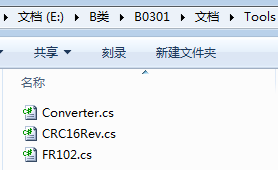 文档 (E:) ▸ B类 ▸ B0301 ▸ 文档 ▸ Tools
共享 ▼ 刻录 新建文件夹
名称
Converter.cs
CRC16Rev.cs
FR102.cs